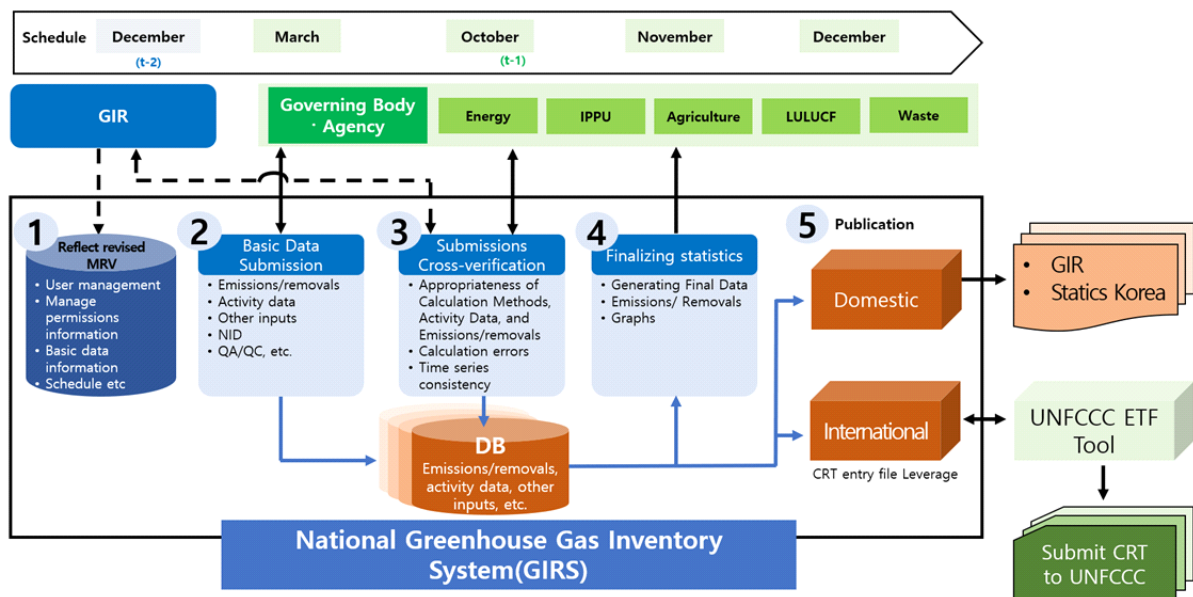 Schedule
December
March
October
November
December
(t-2)
(t-1)
GIR
Governing Body
· Agency
Energy
IPPU
Agriculture
LULUCF
Waste
1
Reflect revised
MRV
• User management
• Manage
permissions
information
• Basic data
information
• Schedule etc
2
Basic Data
Submission
• Emissions/removals
• Activity data
• Other inputs
• NID
• QA/QC, etc.
3
Submissions
Cross-verification
• Appropriateness of
Calculation Methods,
Activity Data, and
Emissions/removals
• Calculation errors
• Time series
consistency
4
Finalizing statistics
• Generating Final Data
• Emissions/ Removals
• Graphs
5
Publication
Domestic
International
CRT entry file Leverage
• GIR
• Statics Korea
UNFCCC ETF
Tool
Submit CRT
to UNFCCC
DB
Emissions/removals,
activity data, other
inputs, etc.
National Greenhouse Gas Inventory
System(GIRS)